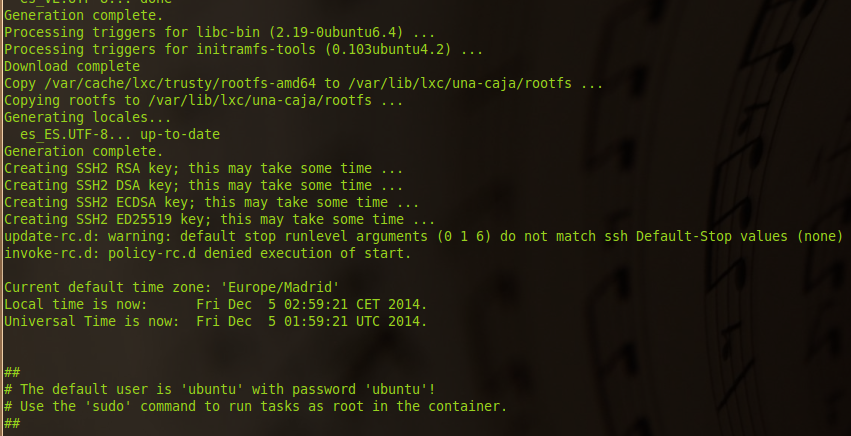 es_VE.UTF-8... done
Generation complete.
Processing triggers for libc-bin (2.19-0ubuntu6.4) ...
Processing triggers for initramfs-tools (0.103ubuntu4.2) ...
Download complete
Copy /var/cache/lxc/trusty/rootfs-amd64 to /var/lib/lxc/una-caja/rootfs ...
Copying rootfs to /var/lib/lxc/una-caja/rootfs ...
Generating locales...
  es_ES.UTF-8... up-to-date
Generation complete.
Creating SSH2 RSA key; this may take some time ...
Creating SSH2 DSA key; this may take some time ...
Creating SSH2 ECDSA key; this may take some time ...
Creating SSH2 ED25519 key; this may take some time ...
update-rc.d: warning: default stop runlevel arguments (0 1 6) do not match ssh Default-Stop values (none)
invoke-rc.d: policy-rc.d denied execution of start.
Current default time zone: 'Europe/Madrid'
Local time is now:      Fri Dec  5 02:59:21 CET 2014.
Universal Time is now:  Fri Dec  5 01:59:21 UTC 2014.
##
# The default user is 'ubuntu' with password 'ubuntu'!
# Use the 'sudo' command to run tasks as root in the container.
##